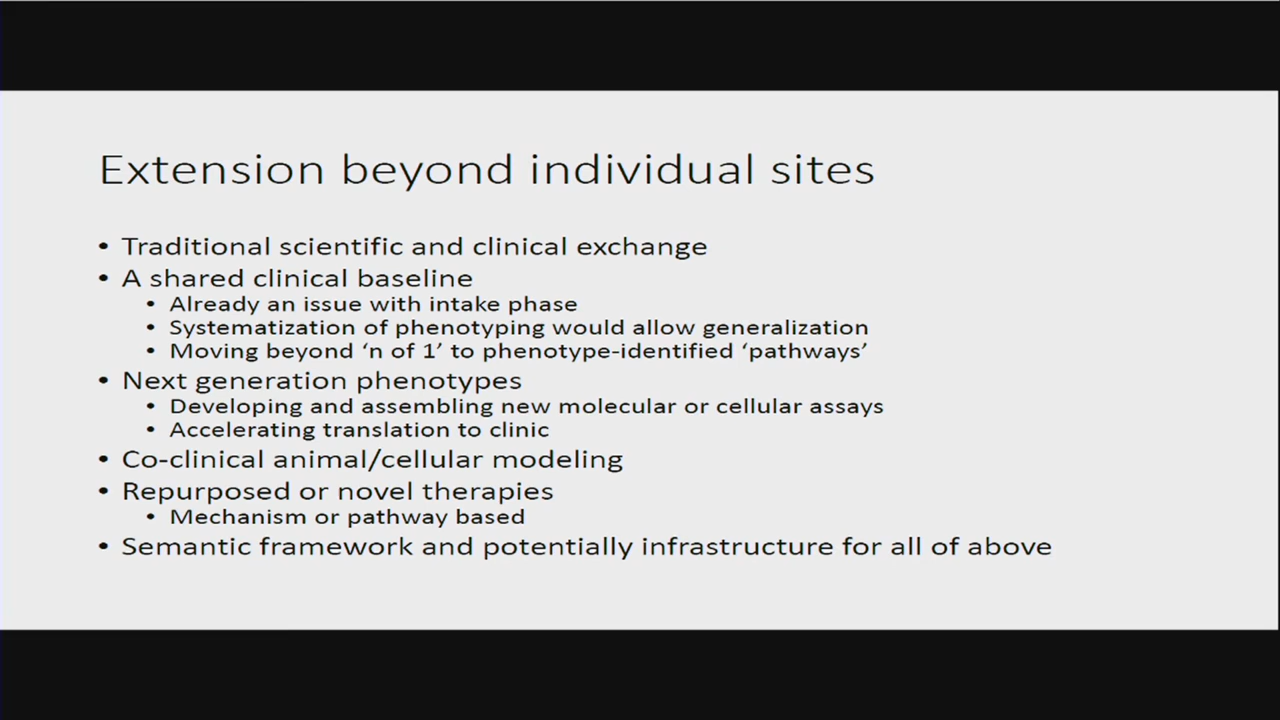 Extension beyond individual sites
• Traditional scientific and clinical exchange
• A shared clinical baseline
• Already an issue with intake phase
• Systematization of phenotyping would allow generalization
• Moving beyond ‘n of 1’ to phenotype-identified ‘pathways’
• Next generation phenotypes
• Developing and assembling new molecular or cellular assays
• Accelerating translation to clinic
• Co-clinical animal/cellular modeling
• Repurposed or novel therapies
• Mechanism or pathway based
• Semantic framework and potentially infrastructure for all of above